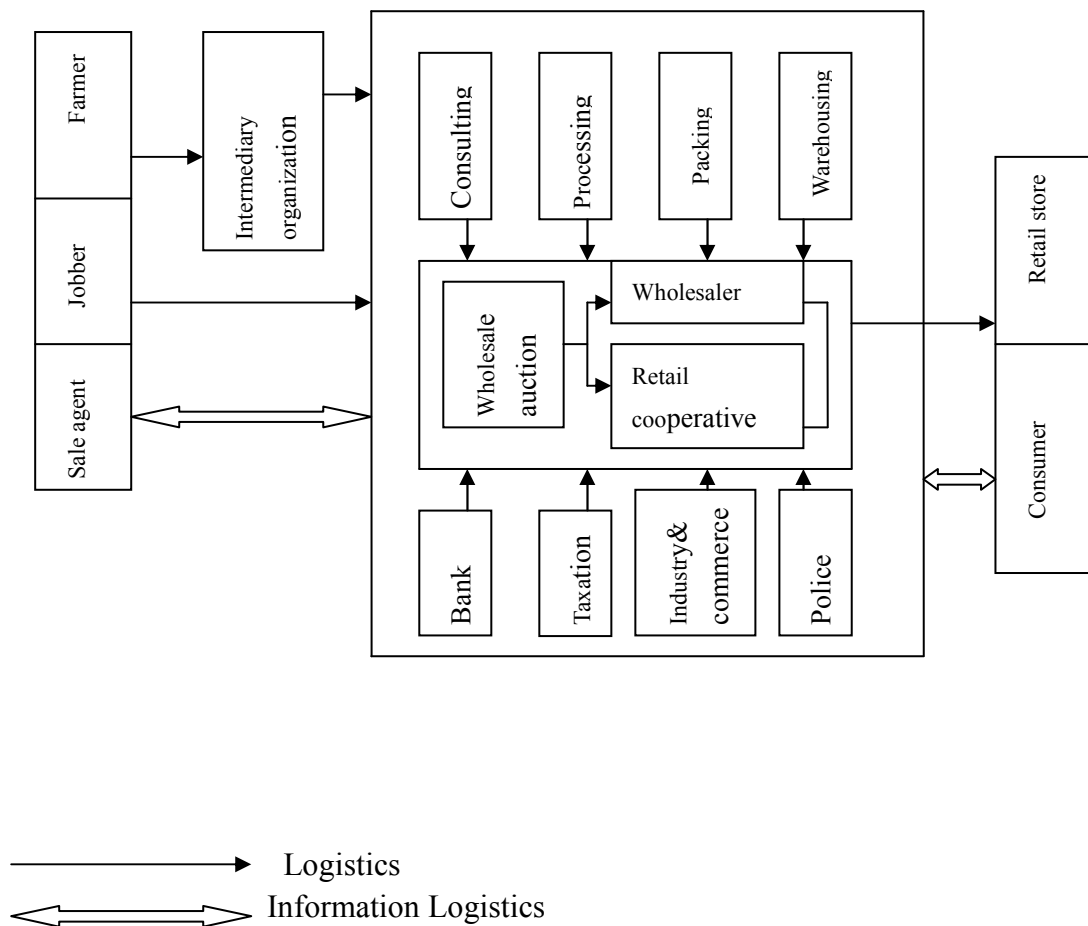 Farmer
Jobber
Sale agent
Intermediary
organization
Consulting
Processing
Packing
Warehousing
Wholesale
auction
Wholesaler
Retail
cooperative
Bank
Taxation
Industry&
commerce
Police
Retail store
Consumer
Logistics
Information Logistics